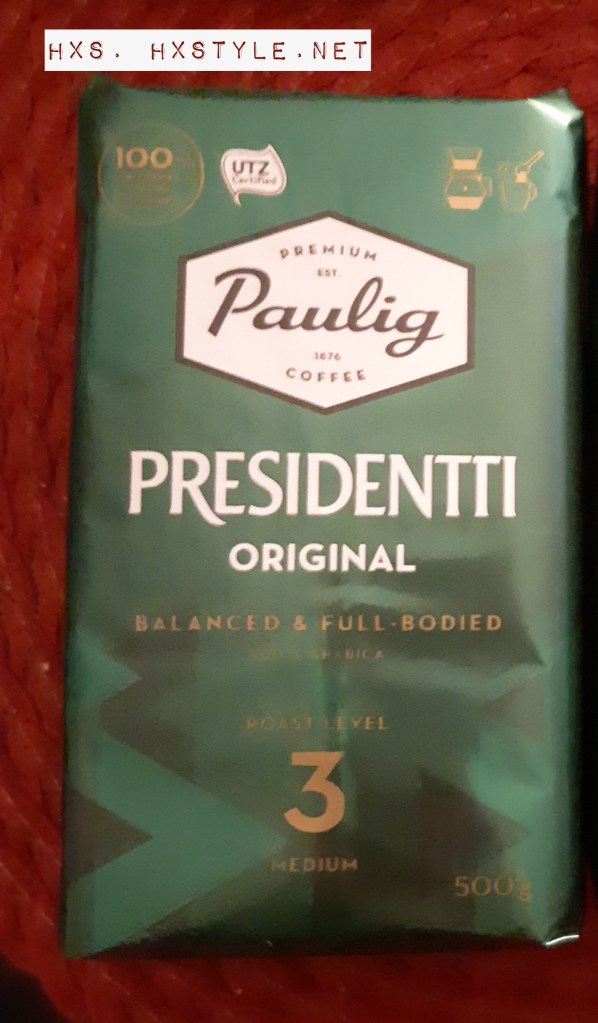 HXS. HXSTYLE.NET
100
UTZ
Certified
PREMIUM
EST.
Paulig
1876
COFFEE
PRESIDENTTI
ORIGINAL
BALANCED & FULL-BODIED
ARABICA
ROAST LEVEL
3
MEDIUM
500g